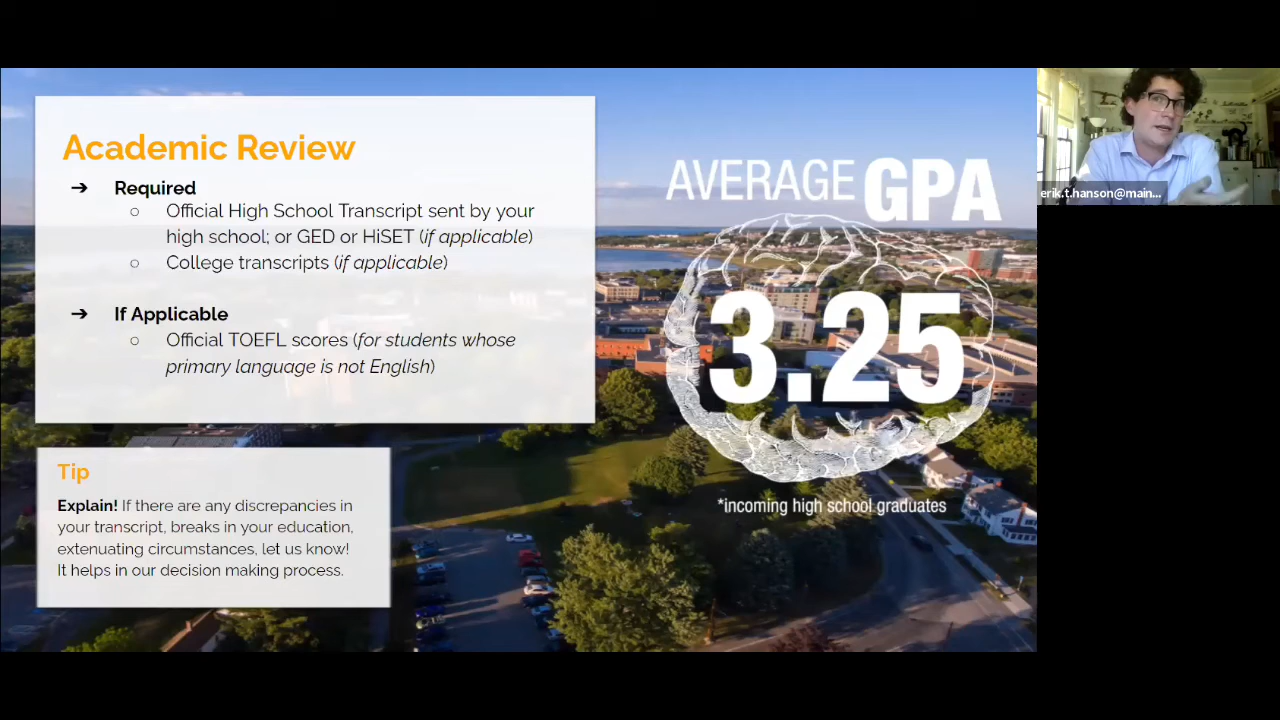 Academic Review
➔ Required
○ Official High School Transcript sent by your
high school; or GED or HiSET (if applicable)
○ College transcripts (if applicable)
➔ If Applicable
○ Official TOEFL scores (for students whose
primary language is not English)
Tip
Explain! If there are any discrepancies in
your transcript, breaks in your education,
extenuating circumstances, let us know!
It helps in our decision making process.
AVERAGE GPA
3.25
*incoming high school graduates
erik.t.hanson@main...